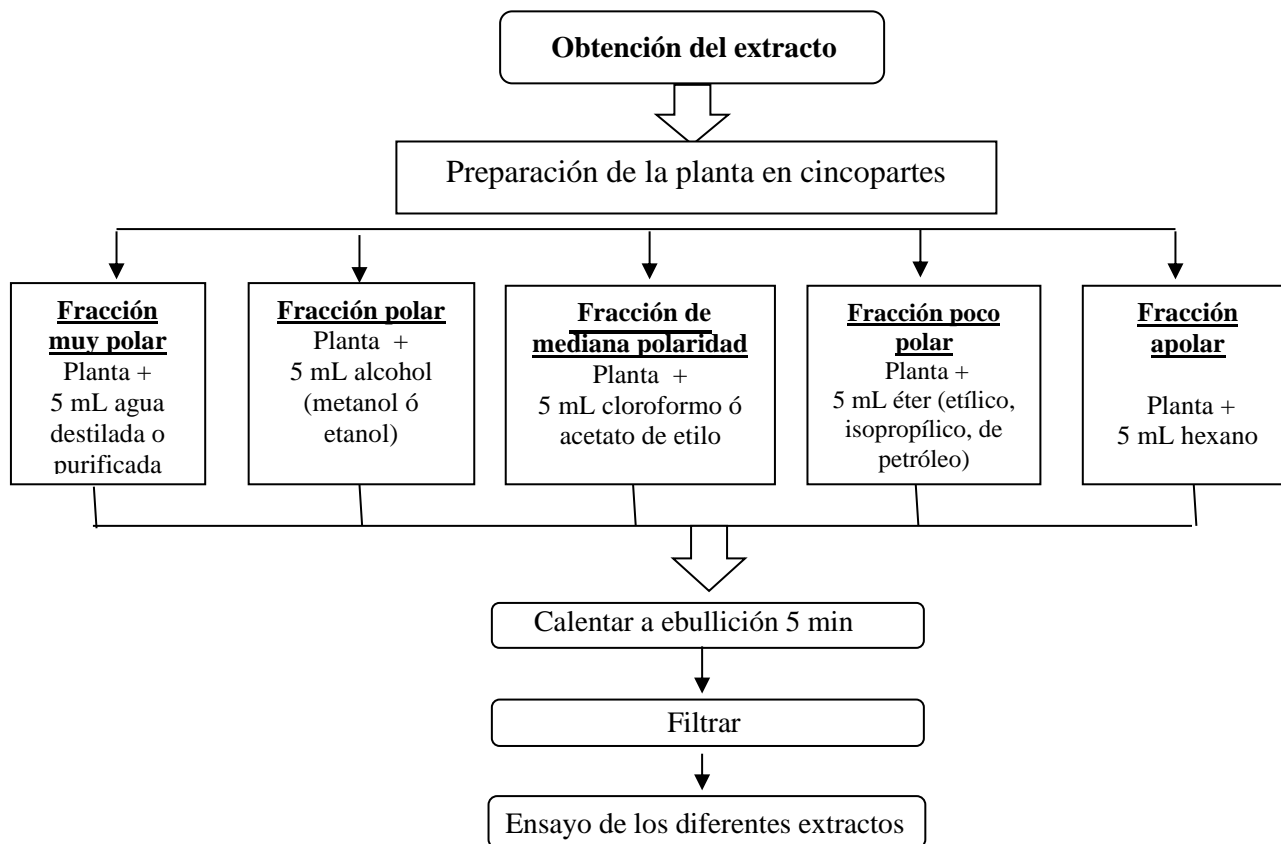 Obtención del extracto
Preparación de la planta en cincopartes
Fracción
muy polar
Planta +
5 mL agua
destilada o
purificada
Fracción polar
Planta +
5 mL alcohol
(metanol ó
etanol)
Fracción de
mediana polaridad
Planta +
5 mL cloroformo ó
acetato de etilo
Fracción poco
polar
Planta +
5 mL éter (etílico,
isopropílico, de
petróleo)
Fracción
apolar
Planta +
5 mL hexano
Calentar a ebullición 5 min
Filtrar
Ensayo de los diferentes extractos